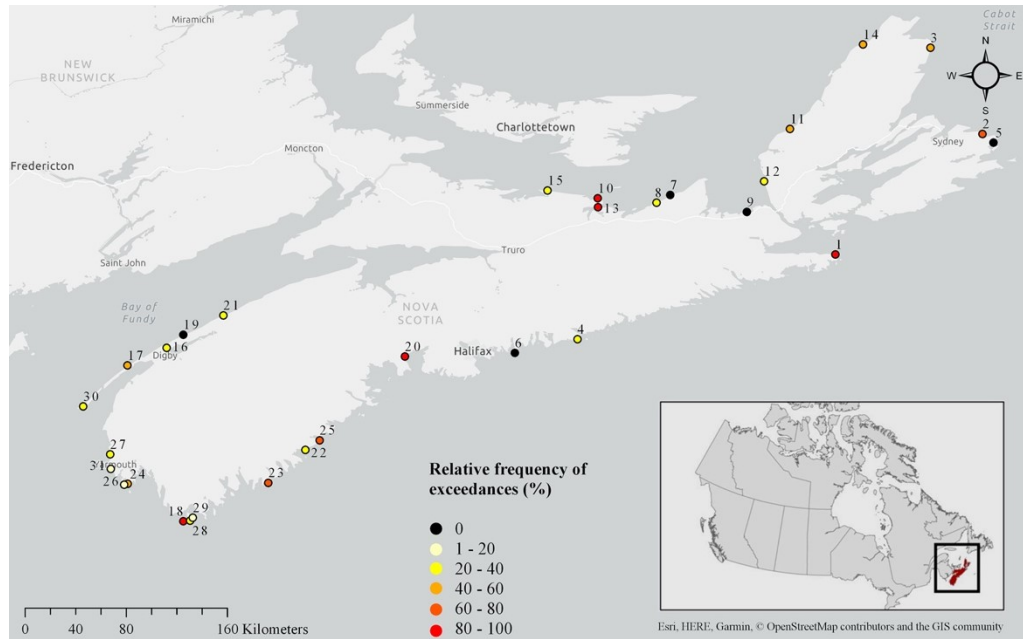 Miramichi
Cabot
Strait
14
3
N
NEW
BRUNSWICK
W
E
Summerside
S
Charlottetown
11
2
Sydney
5
Moncton
Fredericton
12
15
10
7
8
13
9
Truro
1
Saint John
Bay of
Fundy
21
NOVA
SCOTIA
19
4
16
Digby
20
Halifax
6
17
30
25
27
22
Relative frequency of
exceedances (%)
24
23
26
29
18
28
0
1 - 20
20 - 40
40 - 60
60 - 80
80 - 100
0 40 80 160 Kilometers
Esri, HERE, Garmin, © OpenStreetMap contributors and the GIS community